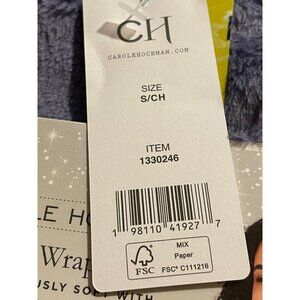 CH
CAROLEHOCHMAN.COM
SIZE
S/CH
ITEM
1330246
1 98110 41927 7
FSC
MIX
Paper
FSC® C111216
LE HO
Wrap
USLY SOFT WITH